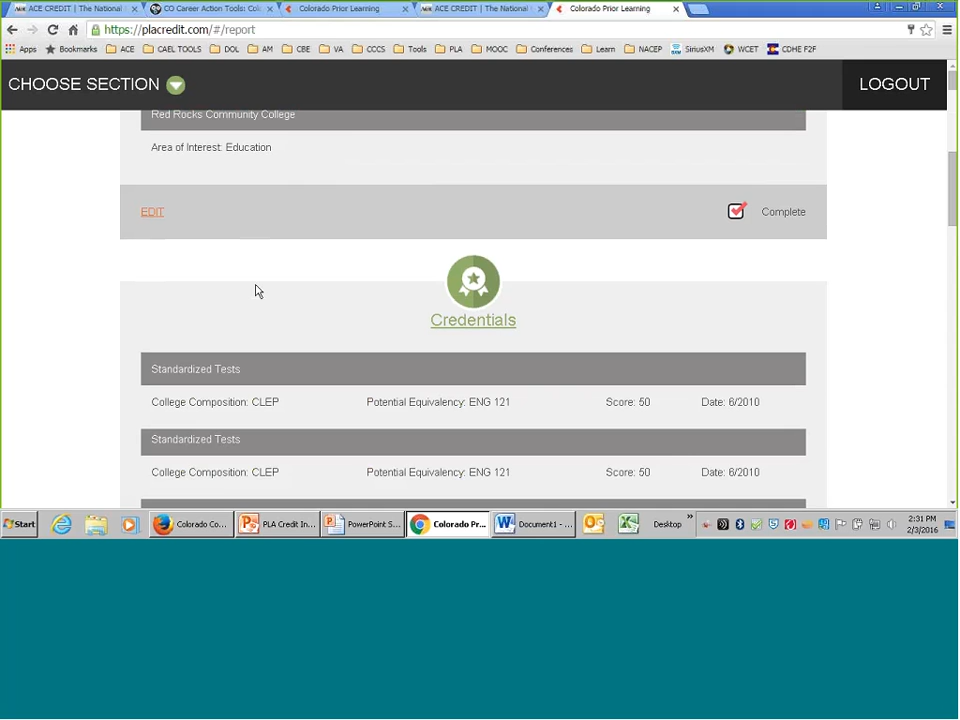 ACE CREDIT | The National
CO Career Action Tools: Col
Colorado Prior Learning
ACE CREDIT | The National
Colorado Prior Learning
https://placredit.com/#/report
Apps Bookmarks ACE CAEL TOOLS DOL AM CBE VA CCCS Tools PLA MOOC Conferences Learn NACEP SiriusXM WCET CDHE F2F
CHOOSE SECTION
LOGOUT
Red Rocks Community College
Area of Interest: Education
EDIT
Complete
Credentials
Standardized Tests
College Composition: CLEP Potential Equivalency: ENG 121 Score: 50 Date: 6/2010
Standardized Tests
College Composition: CLEP Potential Equivalency: ENG 121 Score: 50 Date: 6/2010
Start Colorado Co... PLA Credit In... PowerPoint S... Colorado Pr... Document1 - ... Desktop »
2:31 PM
2/3/2016